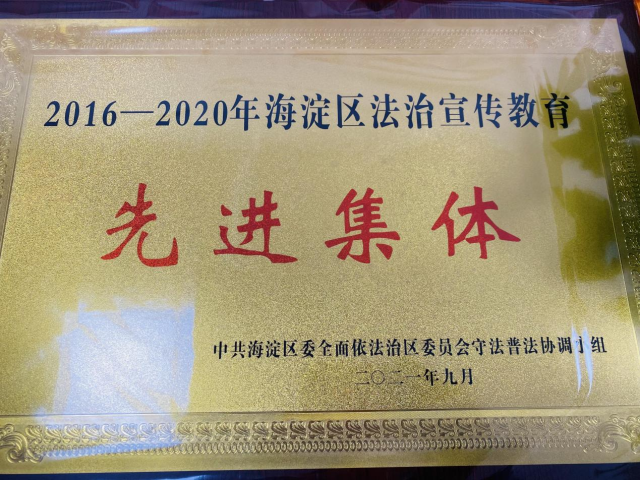 2016—2020年海淀区法治宣传教育
先进集体
中共海淀区委全面依法治区委员会守法普法协调小组
二〇二一年九月